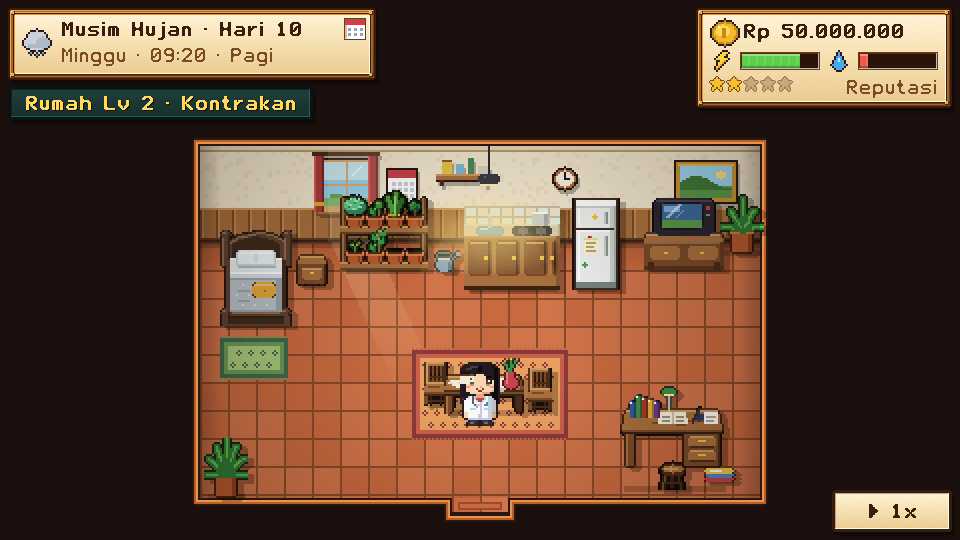 Musim Hujan · Hari 10
Minggu · 09:20 · Pagi
Rumah Lv 2 · Kontrakan
Rp 50.000.000
Reputasi
1x